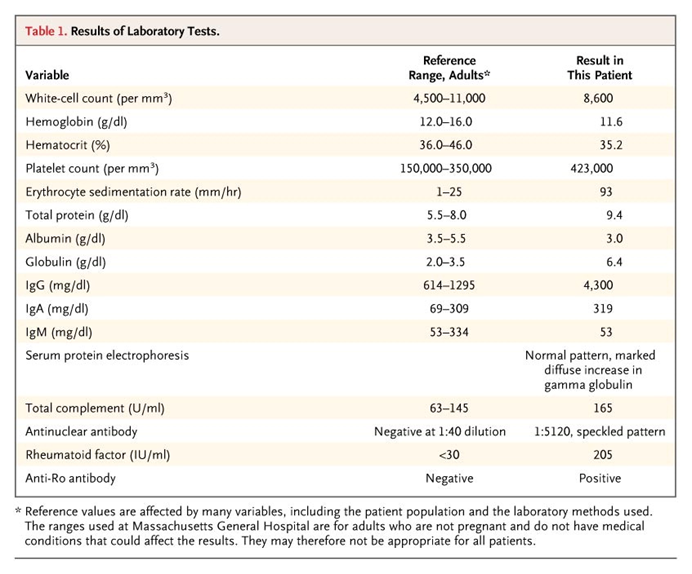 Table 1. Results of Laboratory Tests.
Variable Reference Range, Adults* Result in This Patient
White-cell count (per mm³) 4,500–11,000 8,600
Hemoglobin (g/dl) 12.0–16.0 11.6
Hematocrit (%) 36.0–46.0 35.2
Platelet count (per mm³) 150,000–350,000 423,000
Erythrocyte sedimentation rate (mm/hr) 1–25 93
Total protein (g/dl) 5.5–8.0 9.4
Albumin (g/dl) 3.5–5.5 3.0
Globulin (g/dl) 2.0–3.5 6.4
IgG (mg/dl) 614–1295 4,300
IgA (mg/dl) 69–309 319
IgM (mg/dl) 53–334 53
Serum protein electrophoresis Normal pattern, marked
diffuse increase in
gamma globulin
Total complement (U/ml) 63–145 165
Antinuclear antibody Negative at 1:40 dilution 1:5120, speckled pattern
Rheumatoid factor (IU/ml) <30 205
Anti-Ro antibody Negative Positive
* Reference values are affected by many variables, including the patient population and the laboratory methods used.
The ranges used at Massachusetts General Hospital are for adults who are not pregnant and do not have medical
conditions that could affect the results. They may therefore not be appropriate for all patients.